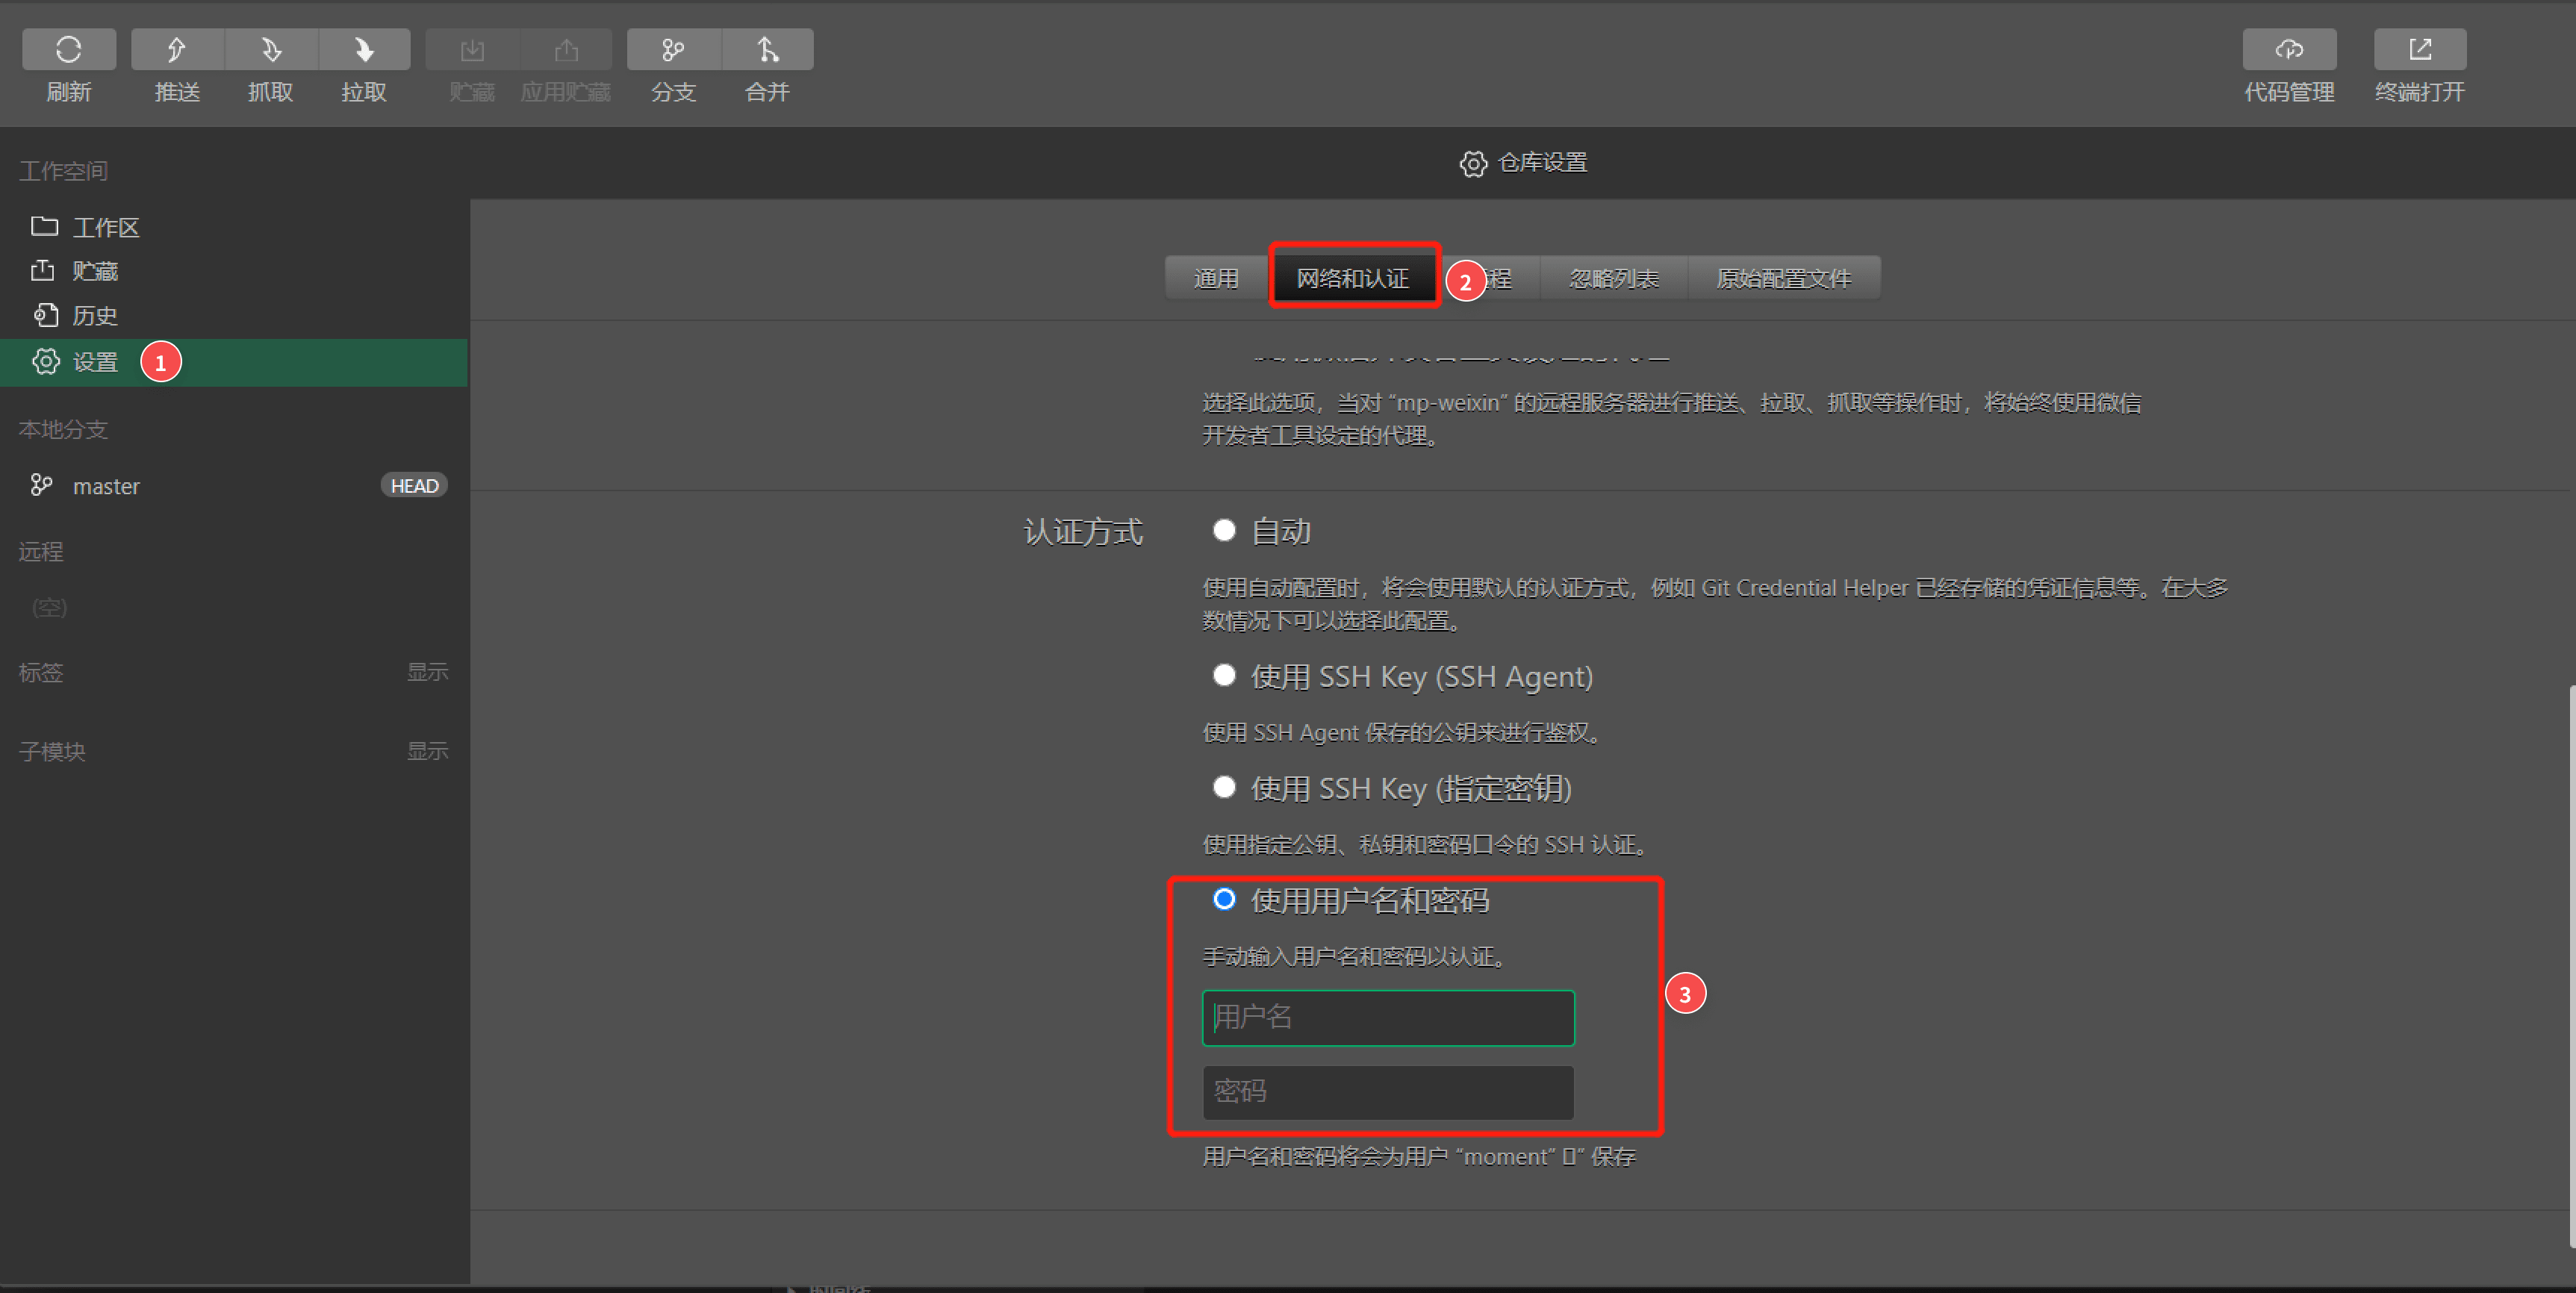 刷新
推送
抓取
拉取
贮藏
应用贮藏
分支
合并
代码管理
终端打开
工作空间
仓库设置
工作区
贮藏
历史
设置
1
通用
网络和认证
2
程
忽略列表
原始配置文件
选择此选项，当对 “mp-weixin” 的远程服务器进行推送、拉取、抓取等操作时，将始终使用微信
开发者工具设定的代理。
本地分支
master
HEAD
远程
(空)
标签
显示
子模块
显示
认证方式
自动
使用自动配置时，将会使用默认的认证方式，例如 Git Credential Helper 已经存储的凭证信息等。在大多
数情况下可以选择此配置。
使用 SSH Key (SSH Agent)
使用 SSH Agent 保存的公钥来进行鉴权。
使用 SSH Key (指定密钥)
使用指定公钥、私钥和密码口令的 SSH 认证。
使用用户名和密码
手动输入用户名和密码以认证。
用户名
3
密码
用户名和密码将会为用户 “moment” ▯” 保存